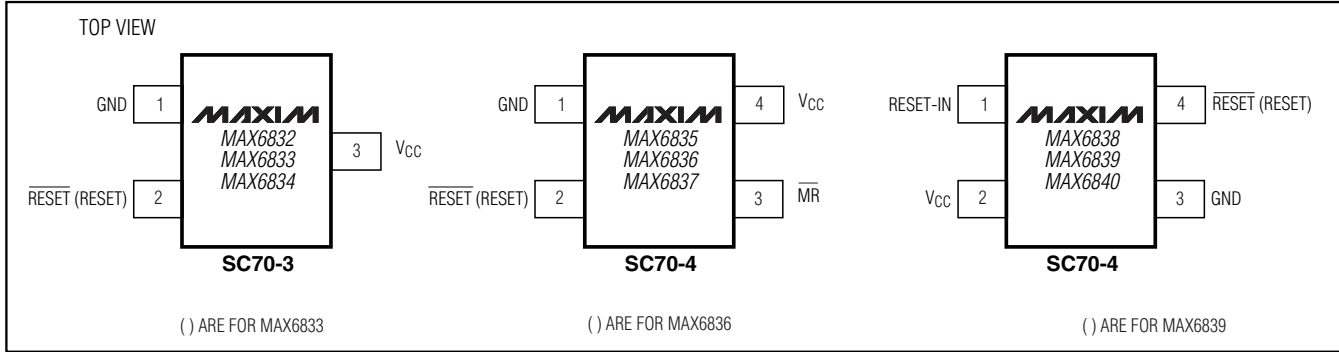 TOP VIEW
GND 1
MAXIM
MAX6832
MAX6833
MAX6834
3 VCC
RESET (RESET) 2
SC70-3
( ) ARE FOR MAX6833
GND 1
MAXIM
MAX6835
MAX6836
MAX6837
4 VCC
RESET (RESET) 2
3 MR
SC70-4
( ) ARE FOR MAX6836
RESET-IN 1
MAXIM
MAX6838
MAX6839
MAX6840
4 RESET (RESET)
VCC 2
3 GND
SC70-4
( ) ARE FOR MAX6839